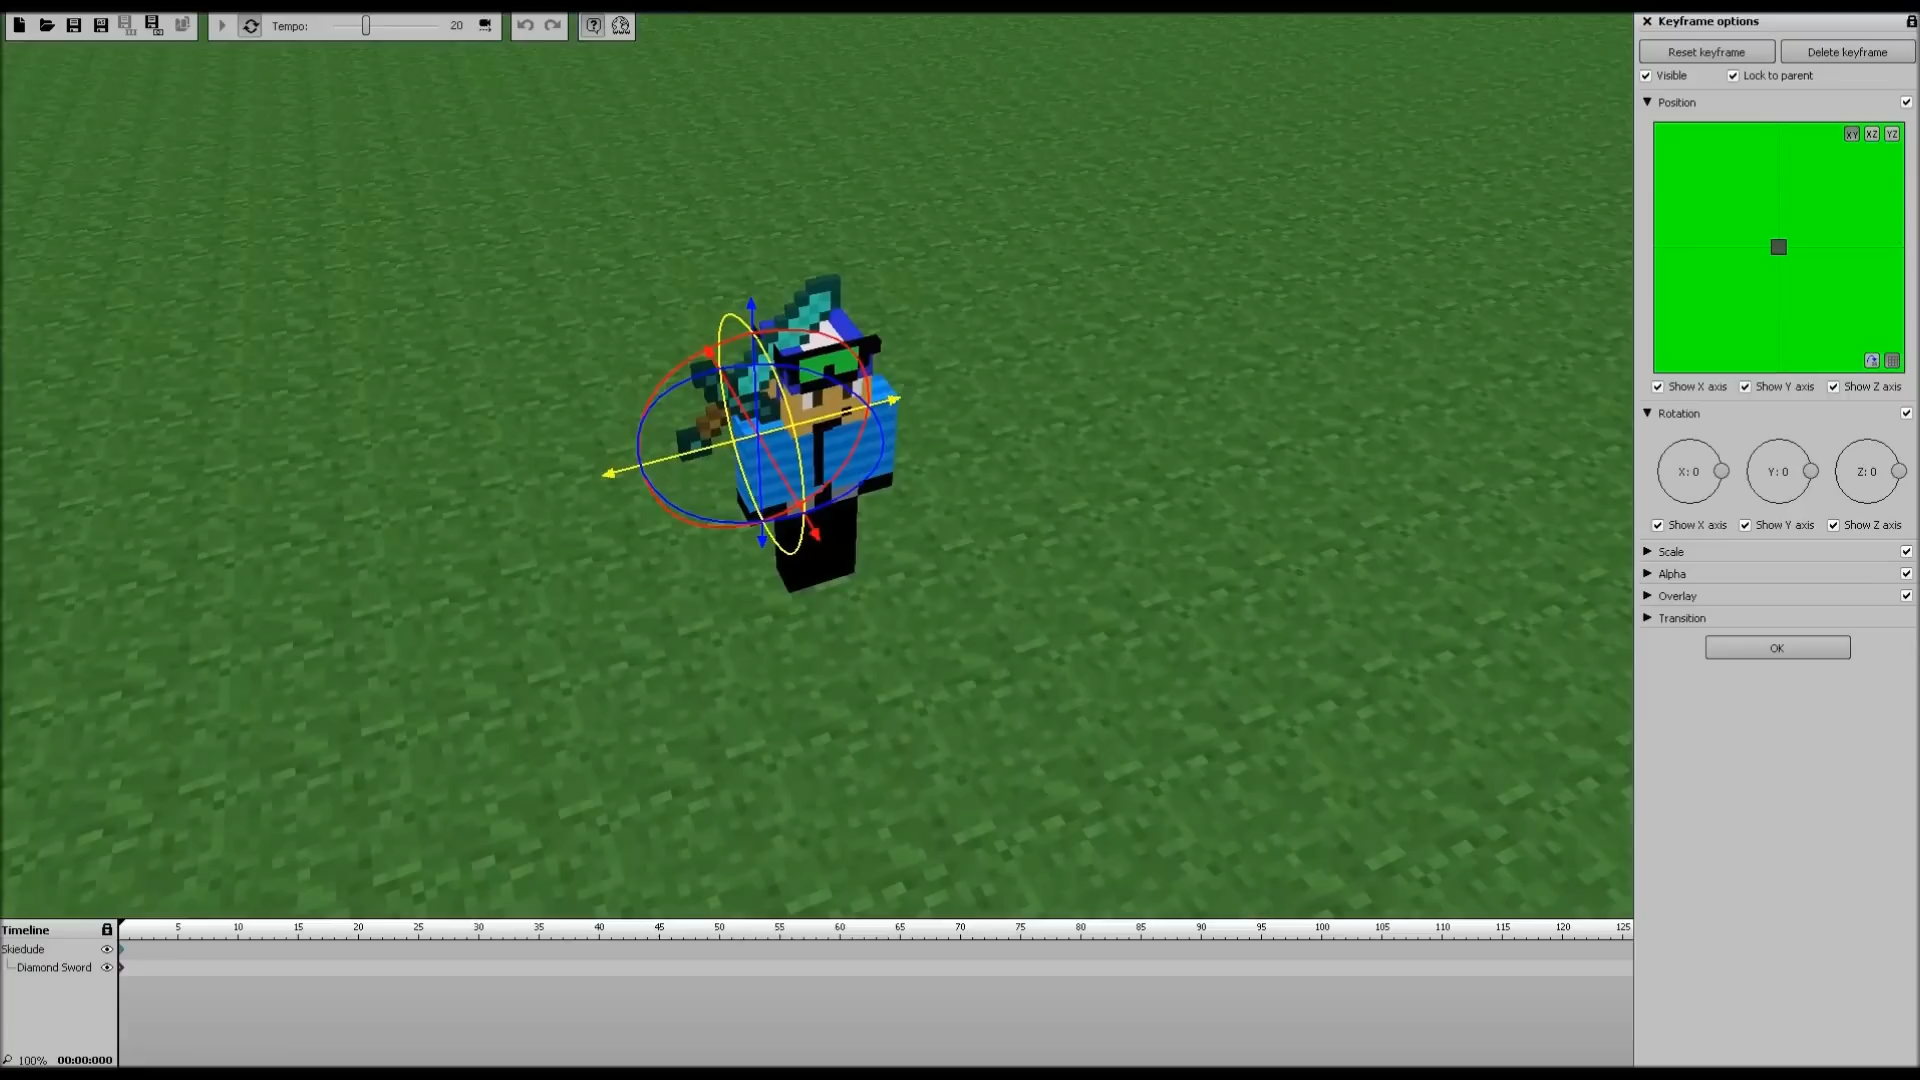 Tempo:
20
Keyframe options
Reset keyframe
Delete keyframe
Visible
Lock to parent
Position
XY
XZ
YZ
Show X axis
Show Y axis
Show Z axis
Rotation
X: 0
Y: 0
Z: 0
Show X axis
Show Y axis
Show Z axis
Scale
Alpha
Overlay
Transition
OK
Timeline
5 10 15 20 25 30 35 40 45 50 55 60 65 70 75 80 85 90 95 100 105 110 115 120 125
Skiedude
Diamond Sword
100%
00:00:000